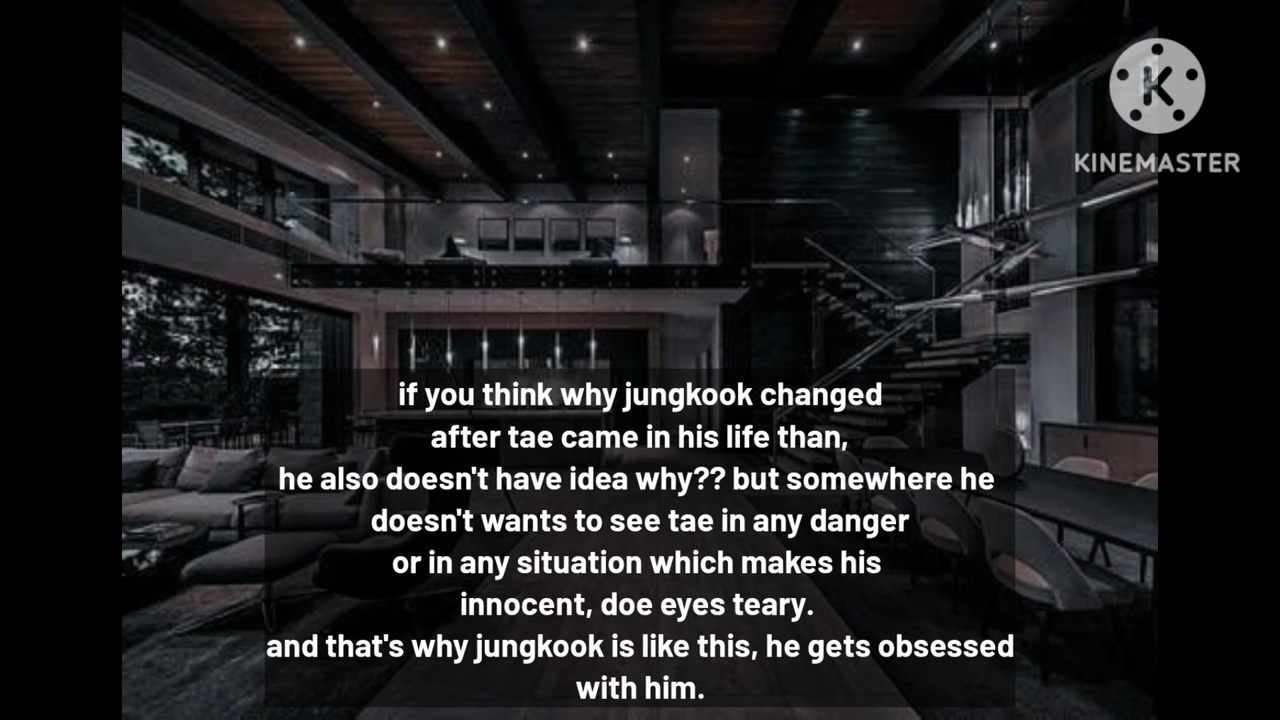 KINEMASTER
if you think why jungkook changed
after tae came in his life than,
he also doesn't have idea why?? but somewhere he
doesn't wants to see tae in any danger
or in any situation which makes his
innocent, doe eyes teary.
and that's why jungkook is like this, he gets obsessed
with him.